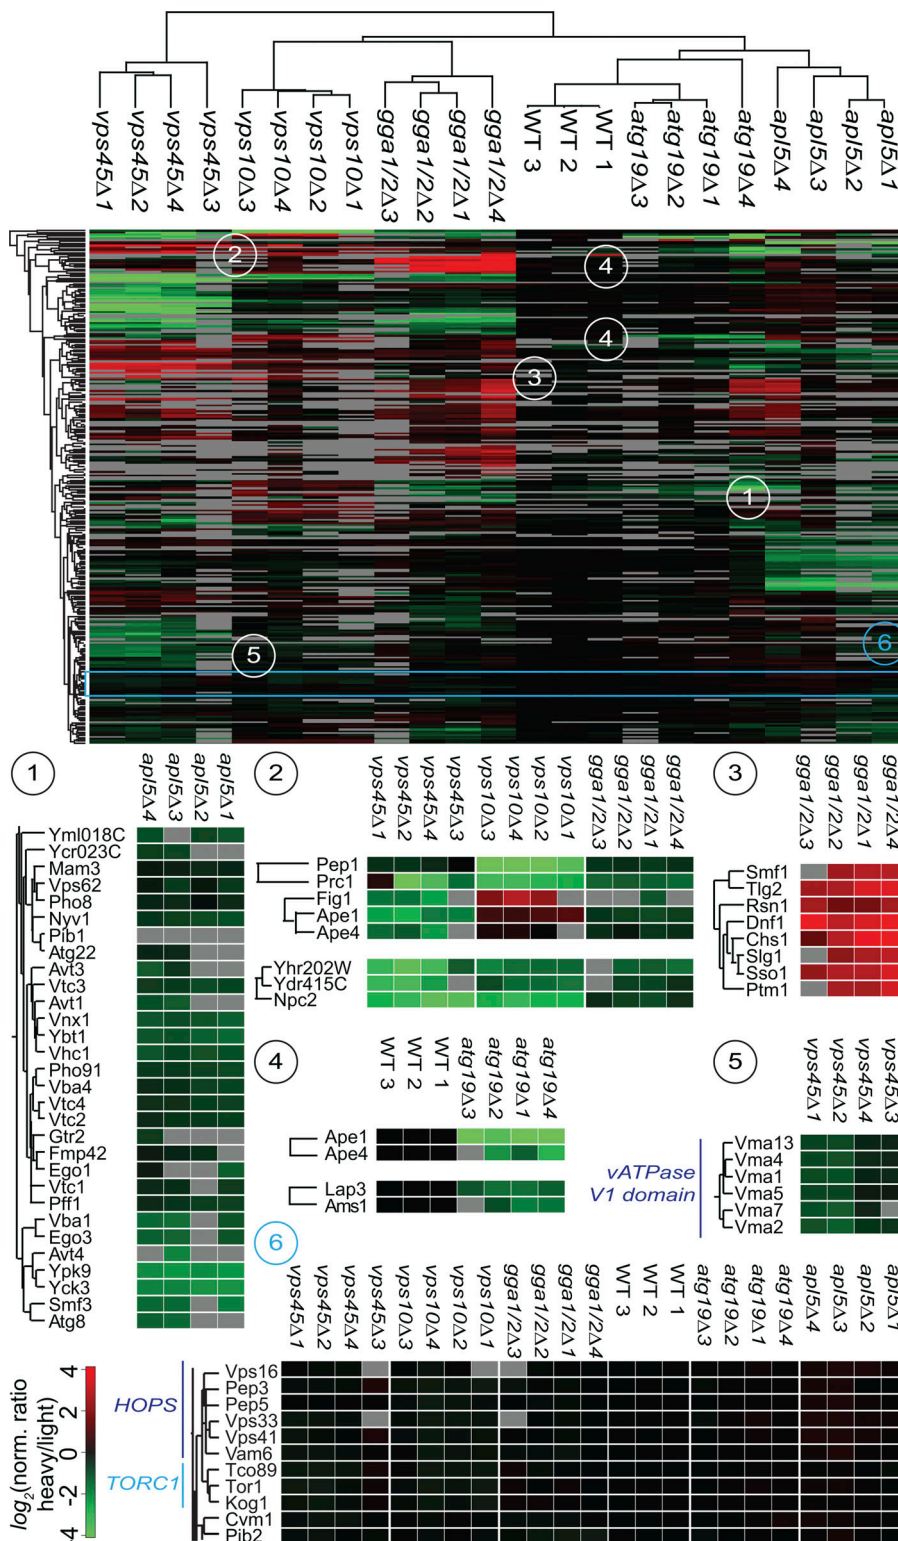 vps45Δ1 vps45Δ2 vps45Δ4 vps45Δ3 vps10Δ3 vps10Δ4 vps10Δ2 vps10Δ1 gga1/2Δ3 gga1/2Δ2 gga1/2Δ1 gga1/2Δ4 WT 3 WT 2 WT 1 atg19Δ3 atg19Δ2 atg19Δ1 atg19Δ4 apl5Δ4 apl5Δ3 apl5Δ2 apl5Δ1
2
4
4
3
1
5
6
1
apl5Δ4 apl5Δ3 apl5Δ2 apl5Δ1
Yml018C
Ycr023C
Mam3
Vps62
Pho8
Nyv1
Pib1
Atg22
Avt3
Vtc3
Avt1
Vnx1
Ybt1
Vhc1
Pho91
Vba4
Vtc4
Vtc2
Gtr2
Fmp42
Ego1
Vtc1
Pff1
Vba1
Ego3
Avt4
Ypk9
Yck3
Smf3
Atg8
2
vps45Δ1 vps45Δ2 vps45Δ4 vps45Δ3 vps10Δ3 vps10Δ4 vps10Δ2 vps10Δ1 gga1/2Δ3 gga1/2Δ2 gga1/2Δ1 gga1/2Δ4
Pep1
Prc1
Fig1
Ape1
Ape4
Yhr202W
Ydr415C
Npc2
3
gga1/2Δ3 gga1/2Δ2 gga1/2Δ1 gga1/2Δ4
Smf1
Tlg2
Rsn1
Dnf1
Chs1
Slg1
Sso1
Ptm1
4
WT 3 WT 2 WT 1 atg19Δ3 atg19Δ2 atg19Δ1 atg19Δ4
Ape1
Ape4
Lap3
Ams1
5
vps45Δ1 vps45Δ2 vps45Δ4 vps45Δ3
vATPase
V1 domain
Vma13
Vma4
Vma1
Vma5
Vma7
Vma2
6
vps45Δ1 vps45Δ2 vps45Δ4 vps45Δ3 vps10Δ3 vps10Δ4 vps10Δ2 vps10Δ1 gga1/2Δ3 gga1/2Δ2 gga1/2Δ1 gga1/2Δ4 WT 3 WT 2 WT 1 atg19Δ3 atg19Δ2 atg19Δ1 atg19Δ4 apl5Δ4 apl5Δ3 apl5Δ2 apl5Δ1
HOPS
TORC1
Vps16
Pep3
Pep5
Vps33
Vps41
Vam6
Tco89
Tor1
Kog1
Cvm1
Pib2
log2(norm. ratio
heavy/light)
4
2
0
-2
-4